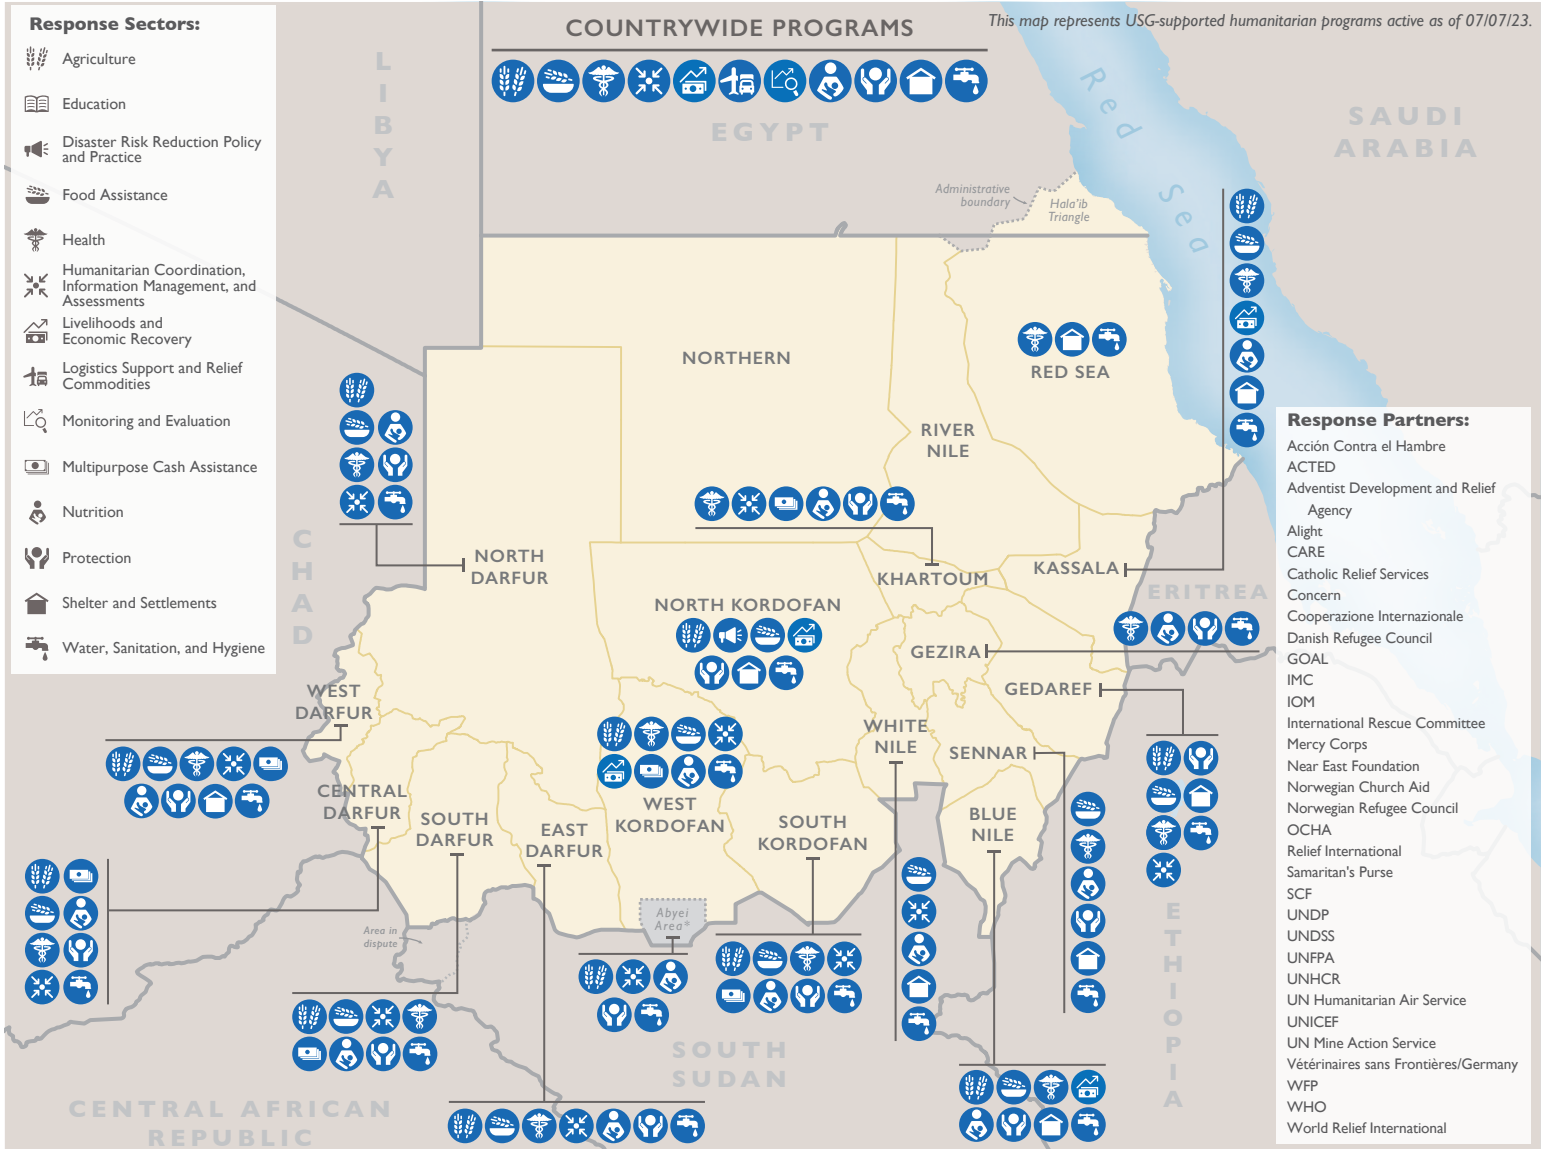 Response Sectors:
Agriculture
Education
Disaster Risk Reduction Policy
and Practice
Food Assistance
Health
Humanitarian Coordination,
Information Management, and
Assessments
Livelihoods and
Economic Recovery
Logistics Support and Relief
Commodities
Monitoring and Evaluation
Multipurpose Cash Assistance
Nutrition
Protection
Shelter and Settlements
Water, Sanitation, and Hygiene
COUNTRYWIDE PROGRAMS
This map represents USG-supported humanitarian programs active as of 07/07/23.
LIBYA
EGYPT
Red Sea
SAUDI
ARABIA
Administrative
boundary
Hala'ib
Triangle
NORTHERN
RED SEA
RIVER
NILE
CHAD
NORTH
DARFUR
KHARTOUM
KASSALA
ERITREA
NORTH KORDOFAN
GEZIRA
GEDAREF
WEST
DARFUR
WHITE
NILE
SENNAR
CENTRAL
DARFUR
SOUTH
DARFUR
EAST
DARFUR
WEST
KORDOFAN
SOUTH
KORDOFAN
BLUE
NILE
Abyei
Area*
Area in
dispute
ETHIOPIA
SOUTH
SUDAN
CENTRAL AFRICAN
REPUBLIC
Response Partners:
Acción Contra el Hambre
ACTED
Adventist Development and Relief
Agency
Alight
CARE
Catholic Relief Services
Concern
Cooperazione Internazionale
Danish Refugee Council
GOAL
IMC
IOM
International Rescue Committee
Mercy Corps
Near East Foundation
Norwegian Church Aid
Norwegian Refugee Council
OCHA
Relief International
Samaritan's Purse
SCF
UNDP
UNDSS
UNFPA
UNHCR
UN Humanitarian Air Service
UNICEF
UN Mine Action Service
Vétérinaires sans Frontières/Germany
WFP
WHO
World Relief International